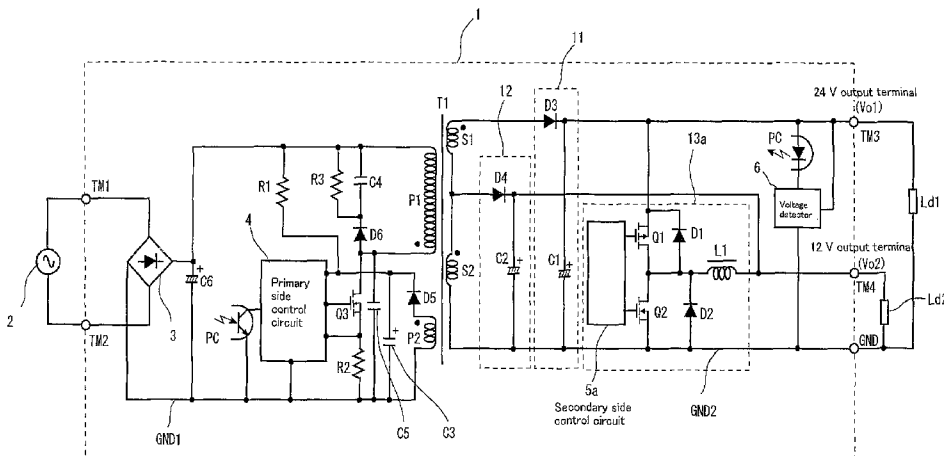 1
11
24 V output terminal
(Vo1)
12
T1
D3
S1
13a
PC
TM3
6
Voltage
detector
Ld1
TM1
R1
R3
C4
P1
D4
4
D6
Q1
D1
L1
12 V output terminal
(Vo2)
TM4
C2
C1
S2
C6
Primary
side
control
circuit
Q3
D5
Q2
D2
Ld2
2
TM2
3
PC
P2
R2
GND
5a
Secondary side
control circuit
GND2
GND1
C5
C3